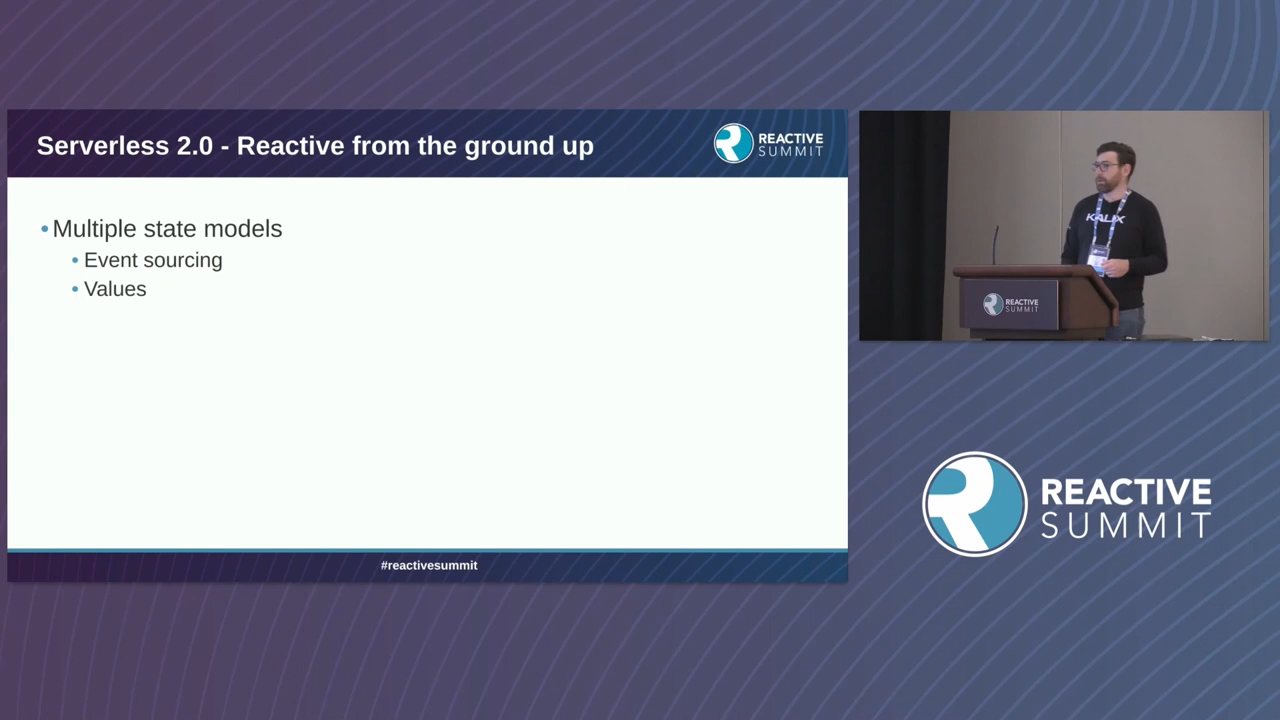 Serverless 2.0 - Reactive from the ground up
REACTIVE
SUMMIT
•Multiple state models
• Event sourcing
• Values
#reactivesummit
KALIX
REACTIVE
SUMMIT
REACTIVE
SUMMIT